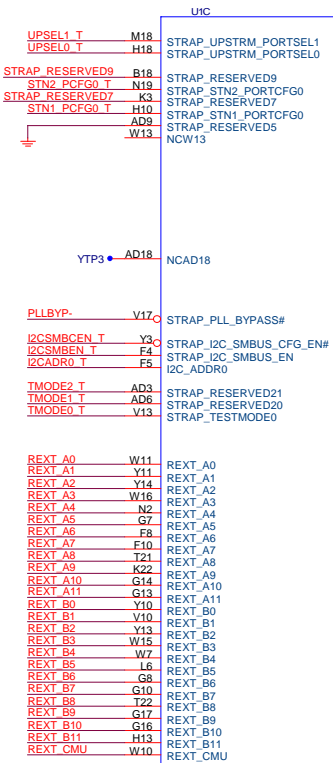 U1C
UPSEL1_T M18 STRAP_UPSTRM_PORTSEL1
UPSEL0_T H18 STRAP_UPSTRM_PORTSEL0
STRAP_RESERVED9 B18 STRAP_RESERVED9
STN2_PCFG0_T N19 STRAP_STN2_PORTCFG0
STRAP_RESERVED7 K3 STRAP_RESERVED7
STN1_PCFG0_T H10 STRAP_STN1_PORTCFG0
AD9 STRAP_RESERVED5
W13 NCW13
YTP3 AD18 NCAD18
PLLBYP- V17 STRAP_PLL_BYPASS#
I2CSMBCEN_T Y3 STRAP_I2C_SMBUS_CFG_EN#
I2CSMBEN_T F4 STRAP_I2C_SMBUS_EN
I2CADR0_T F5 I2C_ADDR0
TMODE2_T AD3 STRAP_RESERVED21
TMODE1_T AD6 STRAP_RESERVED20
TMODE0_T V13 STRAP_TESTMODE0
REXT_A0 W11 REXT_A0
REXT_A1 Y11 REXT_A1
REXT_A2 Y14 REXT_A2
REXT_A3 W16 REXT_A3
REXT_A4 N2 REXT_A4
REXT_A5 G7 REXT_A5
REXT_A6 F8 REXT_A6
REXT_A7 F10 REXT_A7
REXT_A8 T21 REXT_A8
REXT_A9 K22 REXT_A9
REXT_A10 G14 REXT_A10
REXT_A11 G13 REXT_A11
REXT_B0 Y10 REXT_B0
REXT_B1 V10 REXT_B1
REXT_B2 Y13 REXT_B2
REXT_B3 W15 REXT_B3
REXT_B4 W7 REXT_B4
REXT_B5 L6 REXT_B5
REXT_B6 G8 REXT_B6
REXT_B7 G10 REXT_B7
REXT_B8 T22 REXT_B8
REXT_B9 G17 REXT_B9
REXT_B10 G16 REXT_B10
REXT_B11 H13 REXT_B11
REXT_CMU W10 REXT_CMU